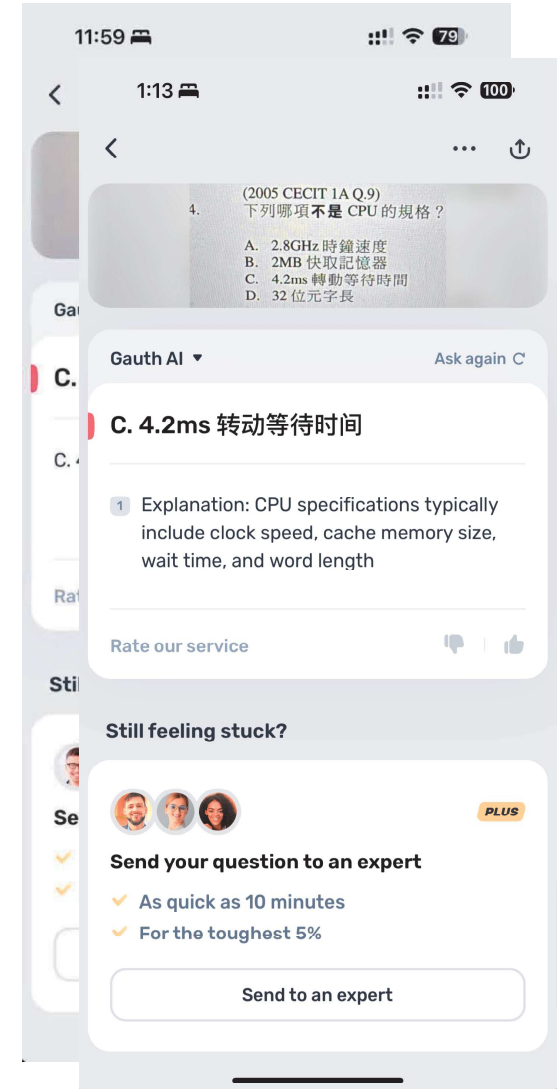 11:59
79
Gau
C.
C. 4
Rat
Stil
Se
1:13
100
(2005 CECIT 1A Q.9)
4. 下列哪項不是 CPU 的規格？
A. 2.8GHz 時鐘速度
B. 2MB 快取記憶器
C. 4.2ms 轉動等待時間
D. 32 位元字長
Gauth AI
Ask again
C. 4.2ms 转动等待时间
1 Explanation: CPU specifications typically
include clock speed, cache memory size,
wait time, and word length
Rate our service
Still feeling stuck?
PLUS
Send your question to an expert
As quick as 10 minutes
For the toughest 5%
Send to an expert